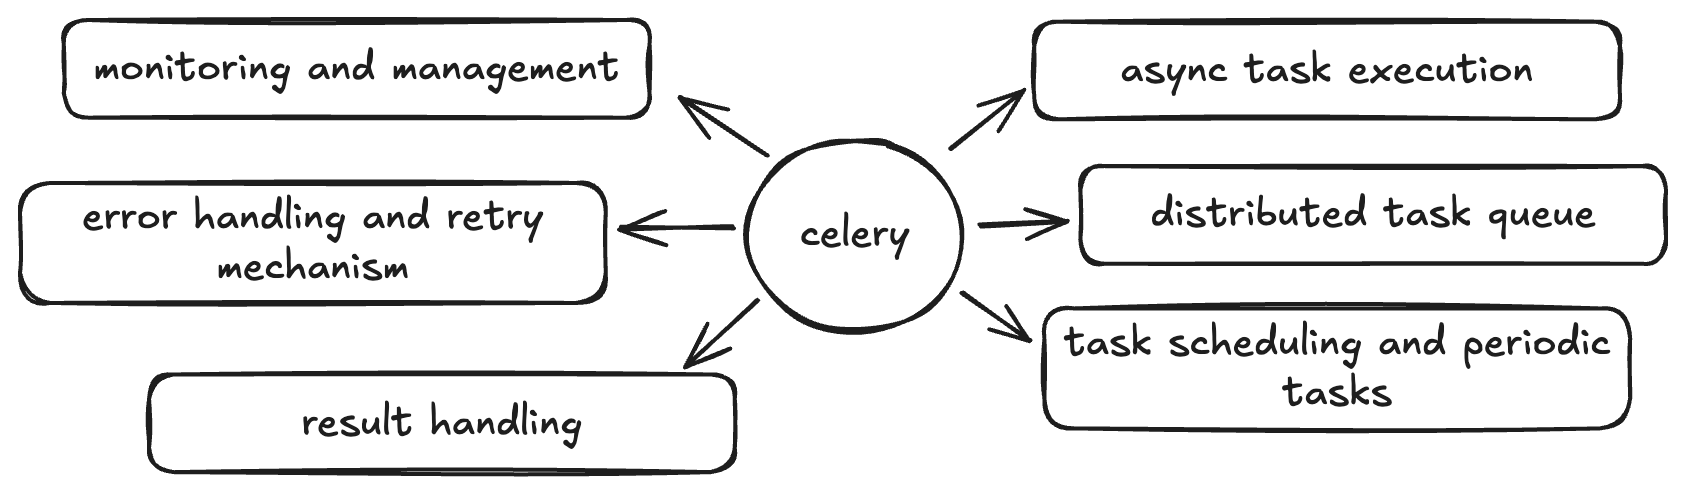 monitoring and management
async task execution
error handling and retry
mechanism
distributed task queue
celery
task scheduling and periodic
tasks
result handling